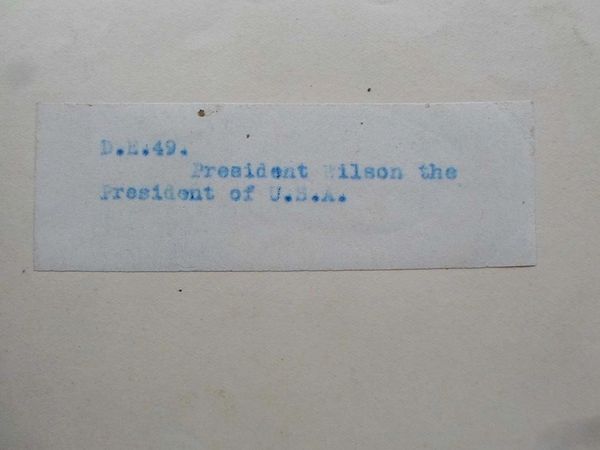 D.E.49.
President Wilson the
President of U.S.A.